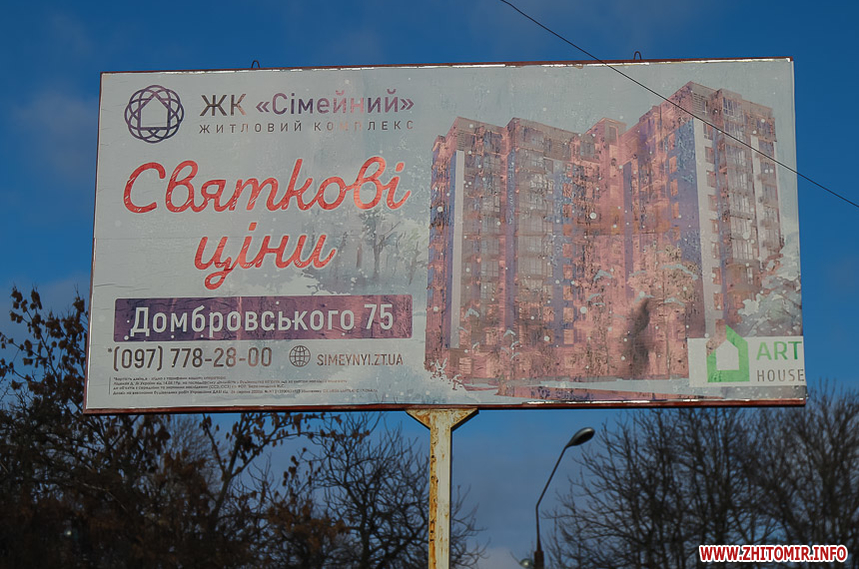 ЖК «Сімейний»
ЖИТЛОВИЙ КОМПЛЕКС
Святкові
ціни
Домбровського 75
*(097) 778-28-00 SIMEYNYI.ZT.UA
ART
HOUSE
WWW.ZHITOMIR.INFO